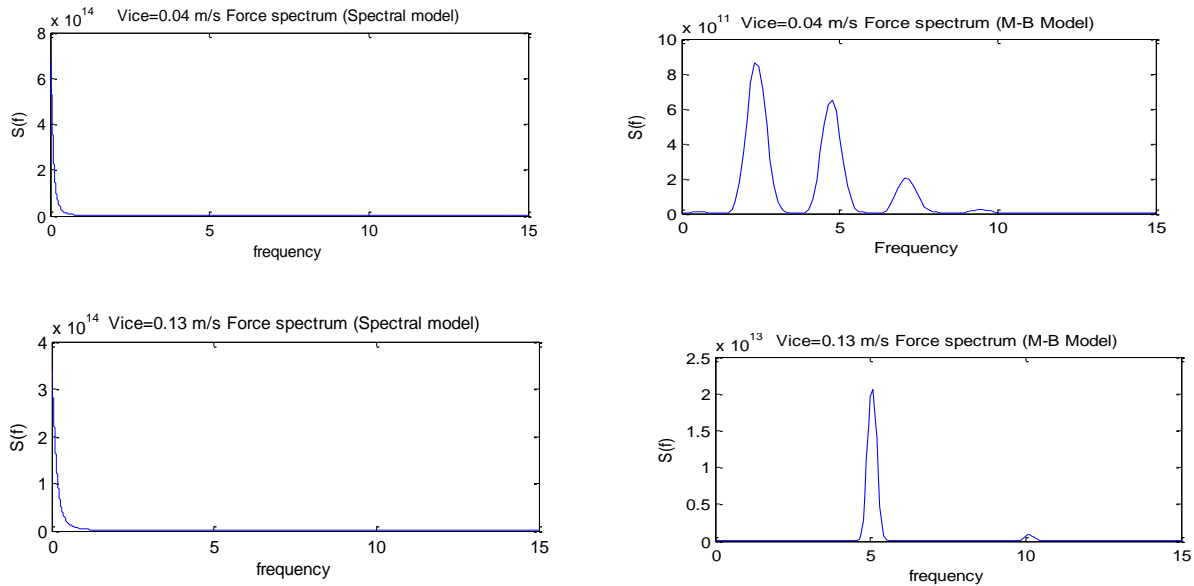 x 10^14
Vice=0.04 m/s Force spectrum (Spectral model)
8
6
4
2
0
S(f)
0 5 10 15
frequency
x 10^11
Vice=0.04 m/s Force spectrum (M-B Model)
10
8
6
4
2
0
S(f)
0 5 10 15
Frequency
x 10^14
Vice=0.13 m/s Force spectrum (Spectral model)
4
3
2
1
0
S(f)
0 5 10 15
frequency
x 10^13
Vice=0.13 m/s Force spectrum (M-B Model)
2.5
2
1.5
1
0.5
0
S(f)
0 5 10 15
frequency